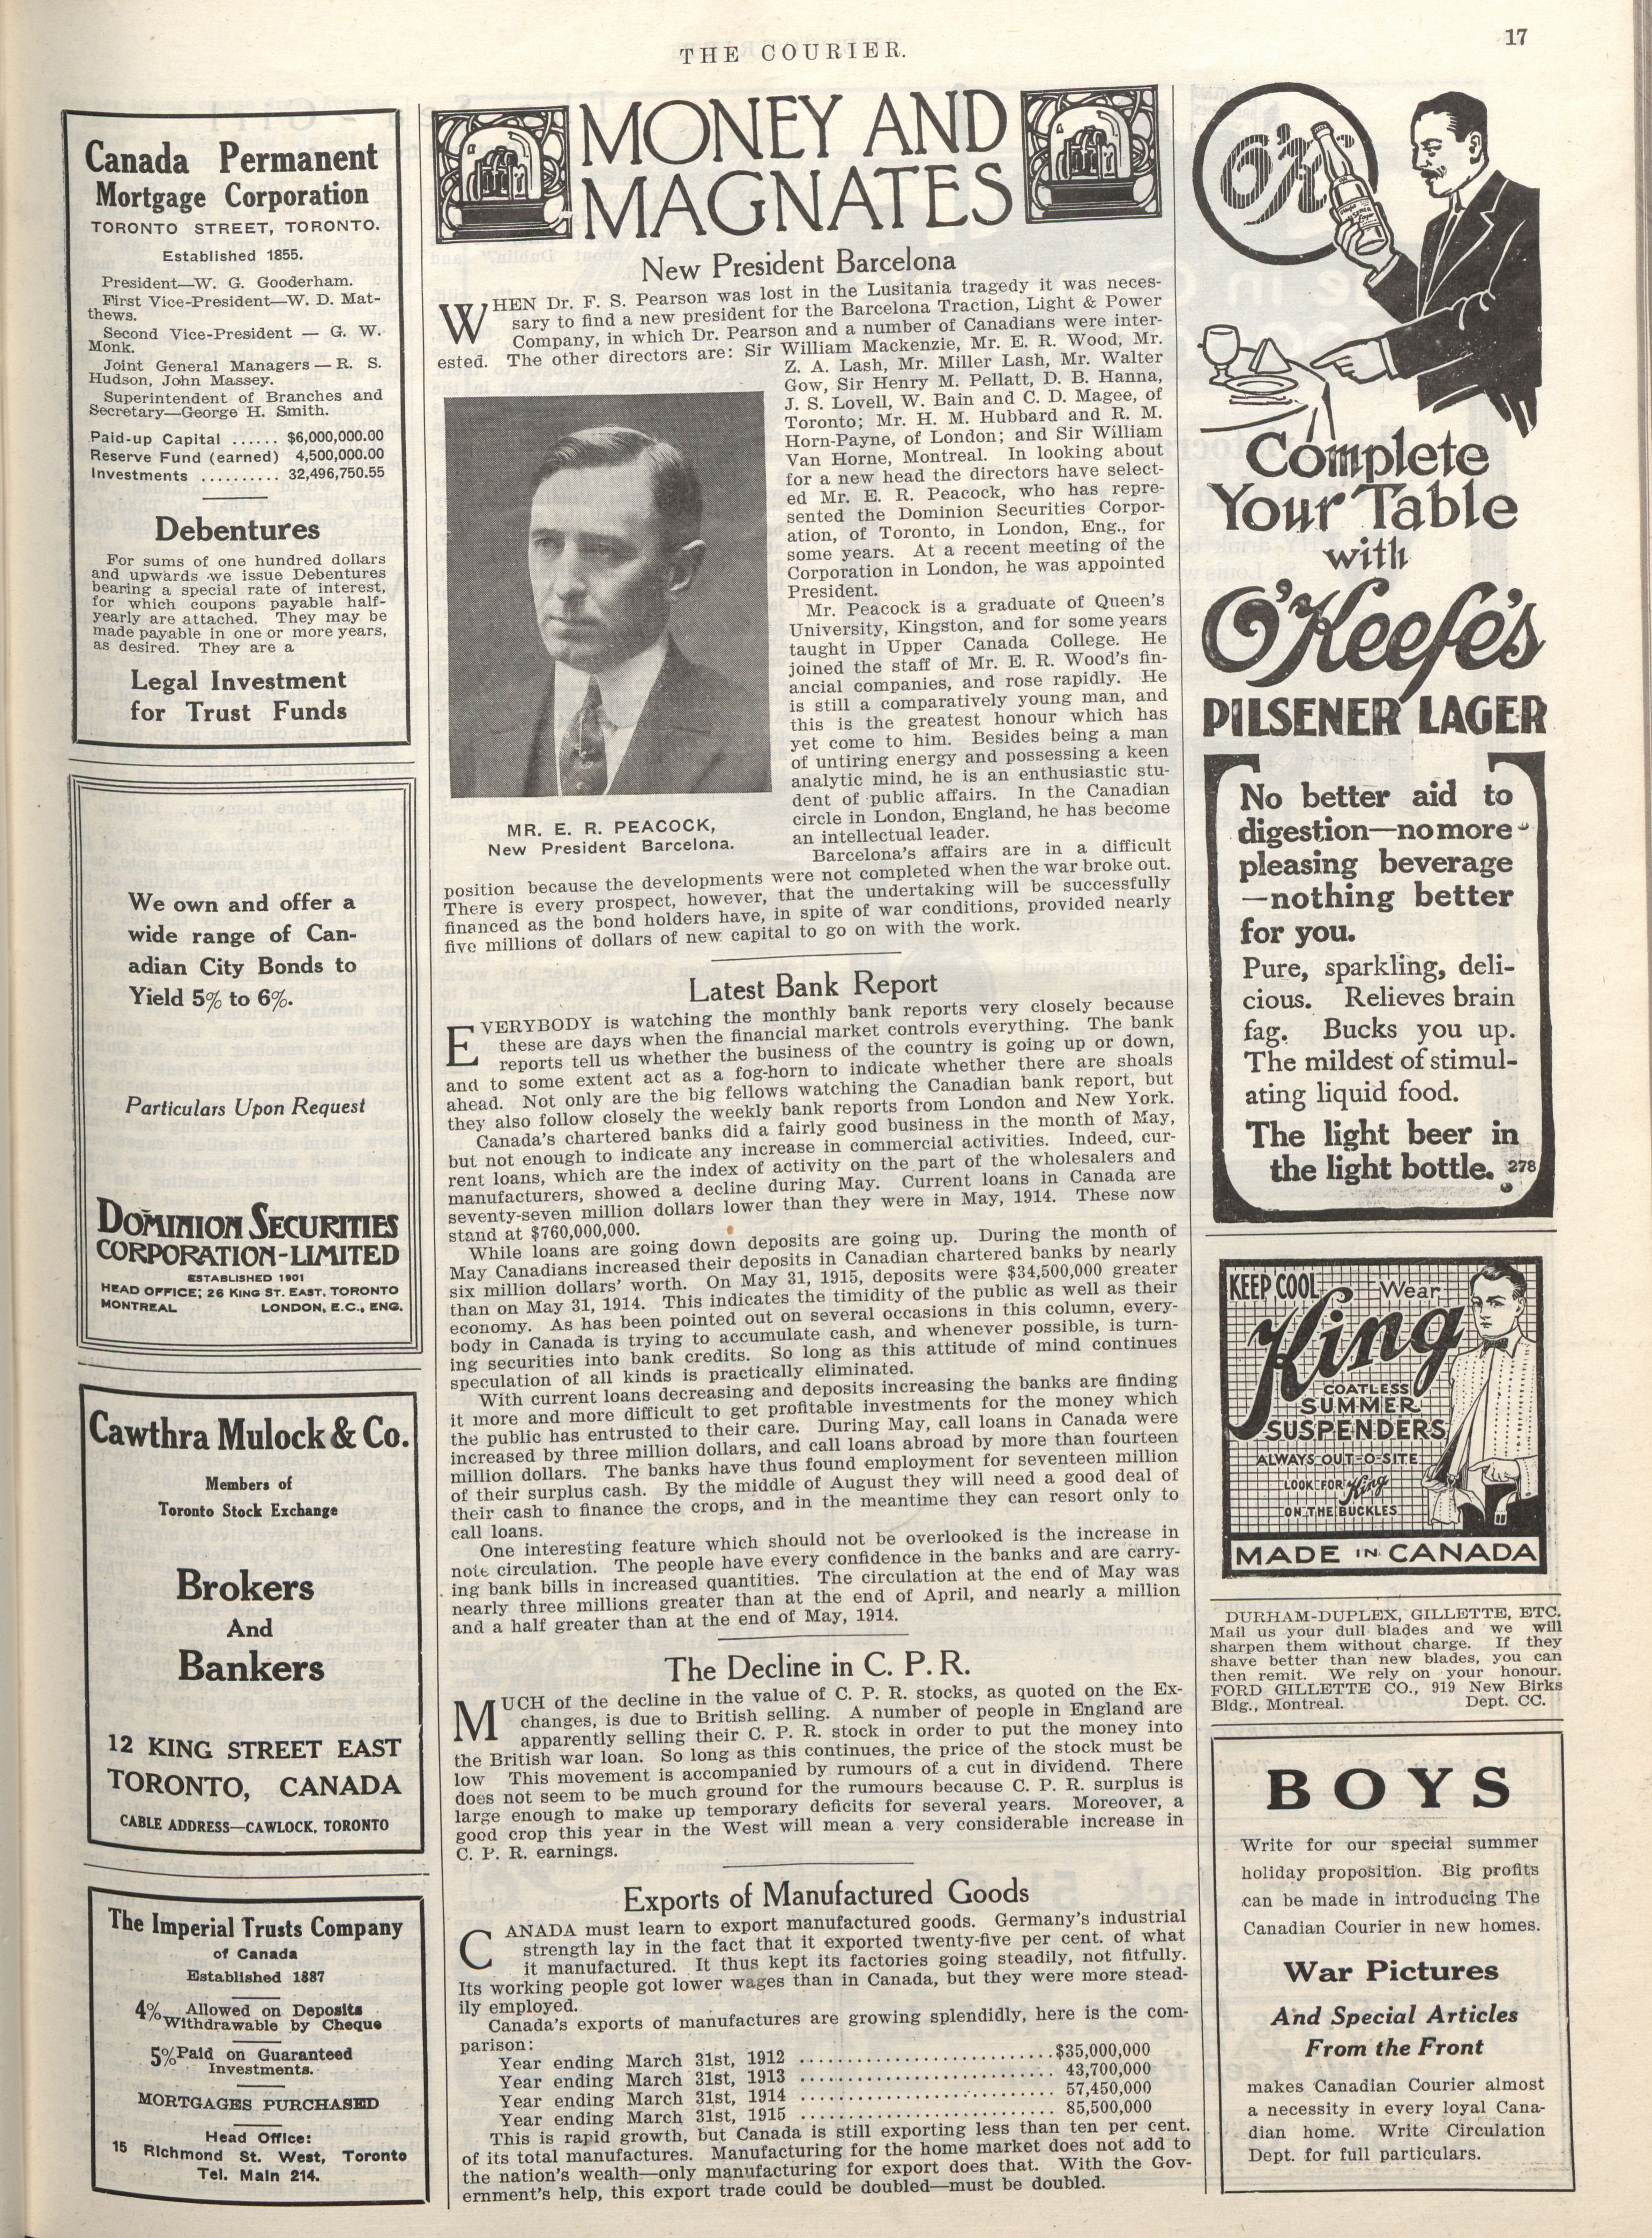 THE COURIER.
17
Canada Permanent
Mortgage Corporation
TORONTO STREET, TORONTO.
Established 1855.
President—W. G. Gooderham.
First Vice-President—W. D. Mat-
thews.
Second Vice-President — G. W.
Monk.
Joint General Managers — R. S.
Hudson, John Massey.
Superintendent of Branches and
Secretary—George H. Smith.
Paid-up Capital ...... $6,000,000.00
Reserve Fund (earned) 4,500,000.00
Investments .......... 32,496,750.55
Debentures
For sums of one hundred dollars
and upwards we issue Debentures
bearing a special rate of interest,
for which coupons payable half-
yearly are attached. They may be
made payable in one or more years,
as desired. They are a
Legal Investment
for Trust Funds
We own and offer a
wide range of Can-
adian City Bonds to
Yield 5% to 6%.
Particulars Upon Request
DOMINION SECURITIES
CORPORATION-LIMITED
ESTABLISHED 1901
HEAD OFFICE; 26 KING ST. EAST, TORONTO
MONTREAL LONDON, E.C., ENG.
Cawthra Mulock & Co.
Members of
Toronto Stock Exchange
Brokers
And
Bankers
12 KING STREET EAST
TORONTO, CANADA
CABLE ADDRESS—CAWLOCK, TORONTO
The Imperial Trusts Company
of Canada
Established 1887
4% Allowed on Deposits
Withdrawable by Cheque
5% Paid on Guaranteed
Investments.
MORTGAGES PURCHASED
Head Office:
15 Richmond St. West, Toronto
Tel. Main 214.
MONEY AND
MAGNATES
New President Barcelona
WHEN Dr. F. S. Pearson was lost in the Lusitania tragedy it was neces-
sary to find a new president for the Barcelona Traction, Light & Power
Company, in which Dr. Pearson and a number of Canadians were inter-
ested. The other directors are: Sir William Mackenzie, Mr. E. R. Wood, Mr.
Z. A. Lash, Mr. Miller Lash, Mr. Walter
Gow, Sir Henry M. Pellatt, D. B. Hanna,
J. S. Lovell, W. Bain and C. D. Magee, of
Toronto; Mr. H. M. Hubbard and R. M.
Horn-Payne, of London; and Sir William
Van Horne, Montreal. In looking about
for a new head the directors have select-
ed Mr. E. R. Peacock, who has repre-
sented the Dominion Securities Corpor-
ation, of Toronto, in London, Eng., for
some years. At a recent meeting of the
Corporation in London, he was appointed
President.
Mr. Peacock is a graduate of Queen's
University, Kingston, and for some years
taught in Upper Canada College. He
joined the staff of Mr. E. R. Wood's fin-
ancial companies, and rose rapidly. He
is still a comparatively young man, and
this is the greatest honour which has
yet come to him. Besides being a man
of untiring energy and possessing a keen
analytic mind, he is an enthusiastic stu-
dent of public affairs. In the Canadian
circle in London, England, he has become
an intellectual leader.
MR. E. R. PEACOCK,
New President Barcelona.
Barcelona's affairs are in a difficult
position because the developments were not completed when the war broke out.
There is every prospect, however, that the undertaking will be successfully
financed as the bond holders have, in spite of war conditions, provided nearly
five millions of dollars of new capital to go on with the work.
Latest Bank Report
EVERYBODY is watching the monthly bank reports very closely because
these are days when the financial market controls everything. The bank
reports tell us whether the business of the country is going up or down,
and to some extent act as a fog-horn to indicate whether there are shoals
ahead. Not only are the big fellows watching the Canadian bank report, but
they also follow closely the weekly bank reports from London and New York.
Canada's chartered banks did a fairly good business in the month of May,
but not enough to indicate any increase in commercial activities. Indeed, cur-
rent loans, which are the index of activity on the part of the wholesalers and
manufacturers, showed a decline during May. Current loans in Canada are
seventy-seven million dollars lower than they were in May, 1914. These now
stand at $760,000,000.
While loans are going down deposits are going up. During the month of
May Canadians increased their deposits in Canadian chartered banks by nearly
six million dollars' worth. On May 31, 1915, deposits were $34,500,000 greater
than on May 31, 1914. This indicates the timidity of the public as well as their
economy. As has been pointed out on several occasions in this column, every-
body in Canada is trying to accumulate cash, and whenever possible, is turn-
ing securities into bank credits. So long as this attitude of mind continues
speculation of all kinds is practically eliminated.
With current loans decreasing and deposits increasing the banks are finding
it more and more difficult to get profitable investments for the money which
the public has entrusted to their care. During May, call loans in Canada were
increased by three million dollars, and call loans abroad by more than fourteen
million dollars. The banks have thus found employment for seventeen million
of their surplus cash. By the middle of August they will need a good deal of
their cash to finance the crops, and in the meantime they can resort only to
call loans.
One interesting feature which should not be overlooked is the increase in
note circulation. The people have every confidence in the banks and are carry-
ing bank bills in increased quantities. The circulation at the end of May was
nearly three millions greater than at the end of April, and nearly a million
and a half greater than at the end of May, 1914.
The Decline in C. P. R.
MUCH of the decline in the value of C. P. R. stocks, as quoted on the Ex-
changes, is due to British selling. A number of people in England are
apparently selling their C. P. R. stock in order to put the money into
the British war loan. So long as this continues, the price of the stock must be
low This movement is accompanied by rumours of a cut in dividend. There
does not seem to be much ground for the rumours because C. P. R. surplus is
large enough to make up temporary deficits for several years. Moreover, a
good crop this year in the West will mean a very considerable increase in
C. P. R. earnings.
Exports of Manufactured Goods
CANADA must learn to export manufactured goods. Germany's industrial
strength lay in the fact that it exported twenty-five per cent. of what
it manufactured. It thus kept its factories going steadily, not fitfully.
Its working people got lower wages than in Canada, but they were more stead-
ily employed.
Canada's exports of manufactures are growing splendidly, here is the com-
parison:
Year ending March 31st, 1912 ............................$35,000,000
Year ending March 31st, 1913 ............................ 43,700,000
Year ending March 31st, 1914 ............................ 57,450,000
Year ending March 31st, 1915 ............................ 85,500,000
This is rapid growth, but Canada is still exporting less than ten per cent.
of its total manufactures. Manufacturing for the home market does not add to
the nation's wealth—only manufacturing for export does that. With the Gov-
ernment's help, this export trade could be doubled—must be doubled.
O'K
Complete
Your Table
with
O'Keefe's
PILSENER LAGER
No better aid to
digestion—no more
pleasing beverage
—nothing better
for you.
Pure, sparkling, deli-
cious. Relieves brain
fag. Bucks you up.
The mildest of stimul-
ating liquid food.
The light beer in
the light bottle. 278
KEEP COOL
Wear
King
COATLESS
SUMMER
SUSPENDERS
ALWAYS OUT-O-SITE
LOOK FOR King
ON THE BUCKLES
MADE IN CANADA
DURHAM-DUPLEX, GILLETTE, ETC.
Mail us your dull blades and we will
sharpen them without charge. If they
shave better than new blades, you can
then remit. We rely on your honour.
FORD GILLETTE CO., 919 New Birks
Bldg., Montreal. Dept. CC.
BOYS
Write for our special summer
holiday proposition. Big profits
can be made in introducing The
Canadian Courier in new homes.
War Pictures
And Special Articles
From the Front
makes Canadian Courier almost
a necessity in every loyal Cana-
dian home. Write Circulation
Dept. for full particulars.